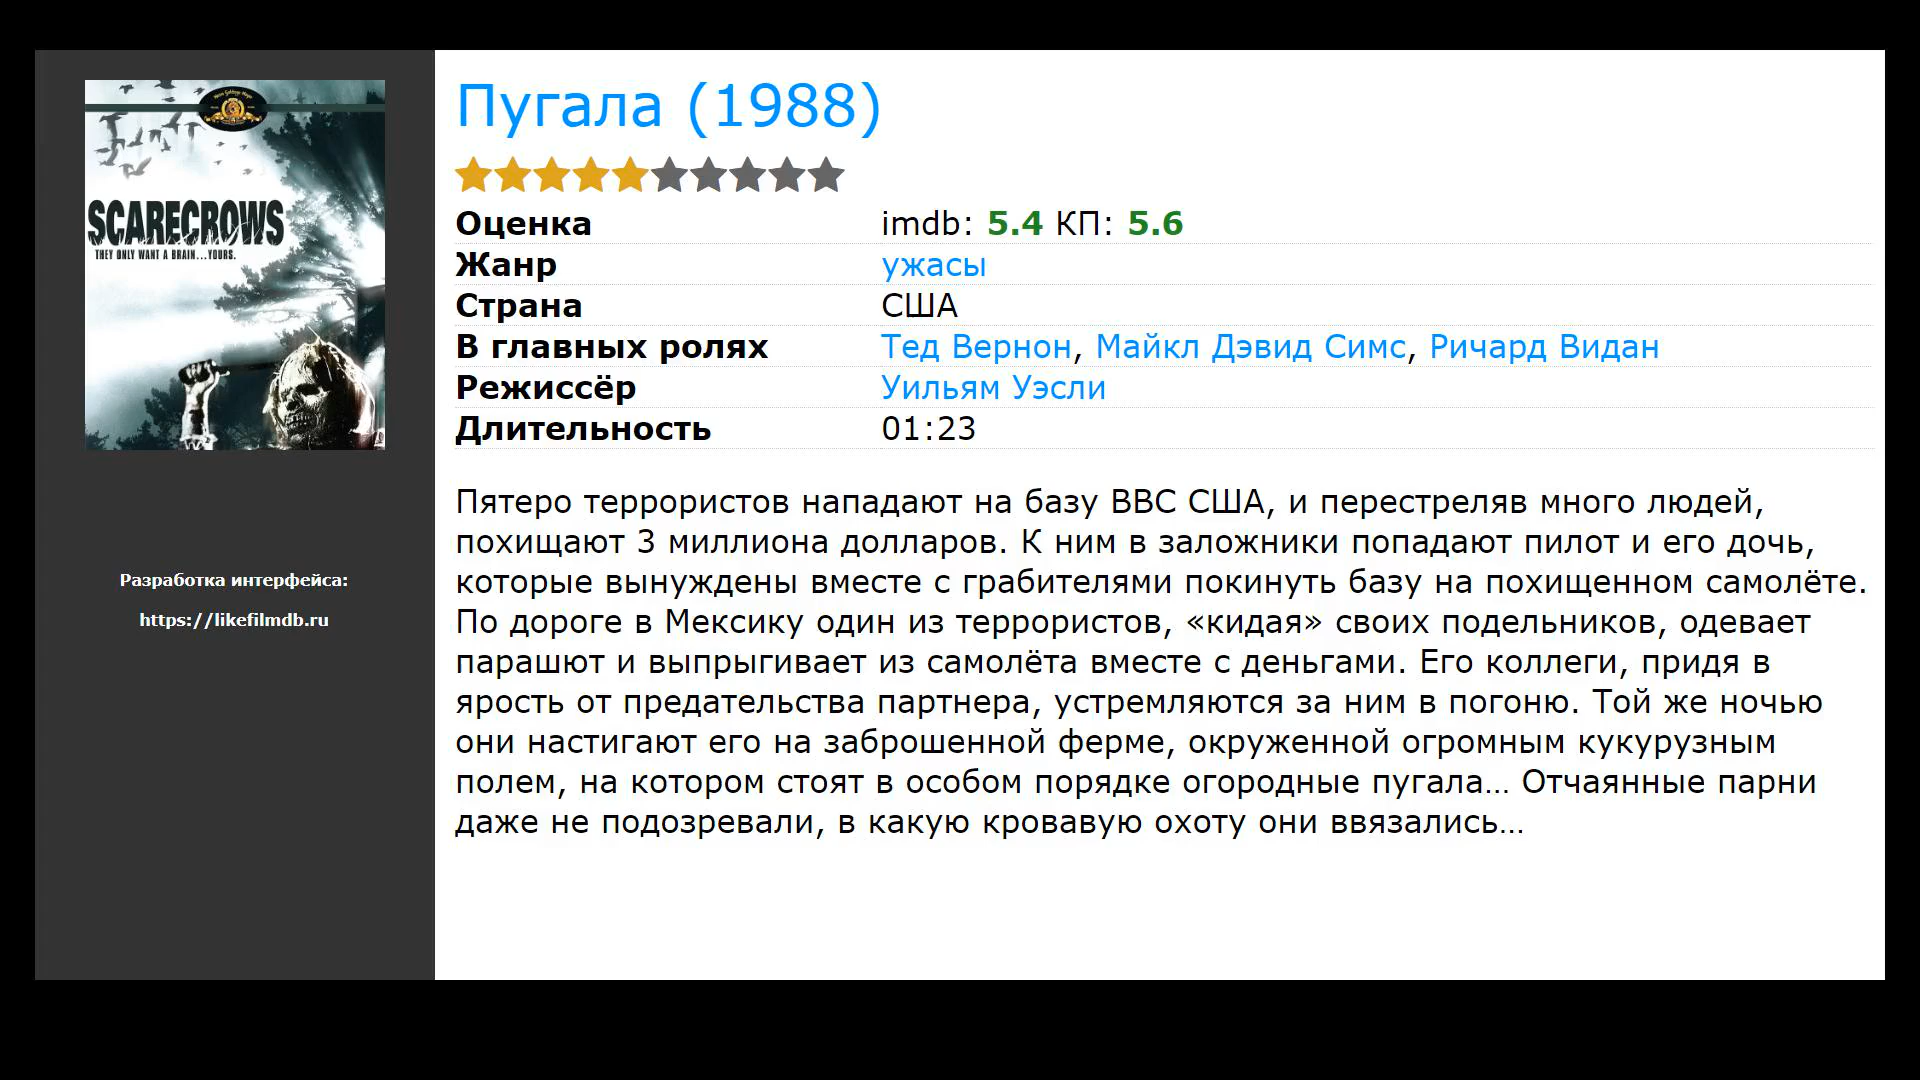 SCARECROWS
THEY ONLY WANT A BRAIN...YOURS.
Разработка интерфейса:
https://likefilmdb.ru
Пугала (1988)
Оценка imdb: 5.4 КП: 5.6
Жанр ужасы
Страна США
В главных ролях Тед Вернон, Майкл Дэвид Симс, Ричард Видан
Режиссёр Уильям Уэсли
Длительность 01:23
Пятеро террористов нападают на базу ВВС США, и перестреляв много людей,
похищают 3 миллиона долларов. К ним в заложники попадают пилот и его дочь,
которые вынуждены вместе с грабителями покинуть базу на похищенном самолёте.
По дороге в Мексику один из террористов, «кидая» своих подельников, одевает
парашют и выпрыгивает из самолёта вместе с деньгами. Его коллеги, придя в
ярость от предательства партнера, устремляются за ним в погоню. Той же ночью
они настигают его на заброшенной ферме, окруженной огромным кукурузным
полем, на котором стоят в особом порядке огородные пугала… Отчаянные парни
даже не подозревали, в какую кровавую охоту они ввязались…